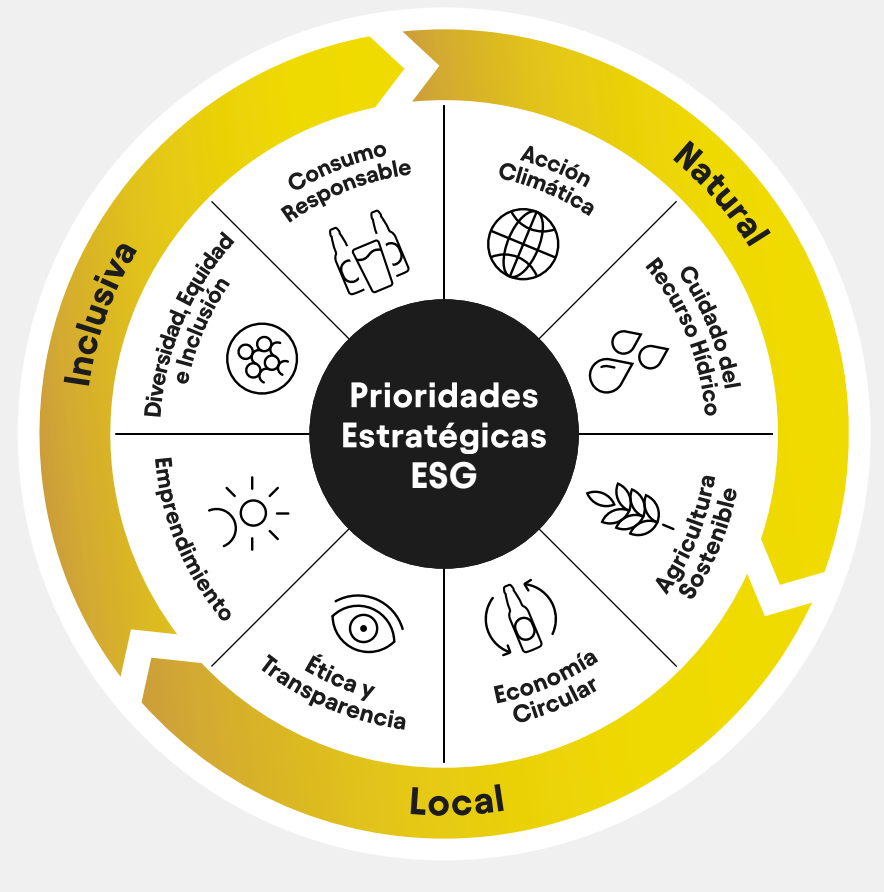 Prioridades
Estratégicas
ESG
Natural
Acción
Climática
Cuidado del
Recurso Hídrico
Agricultura
Sostenible
Local
Economía
Circular
Ética y
Transparencia
Inclusiva
Emprendimiento
Diversidad, Equidad
e Inclusión
Consumo
Responsable